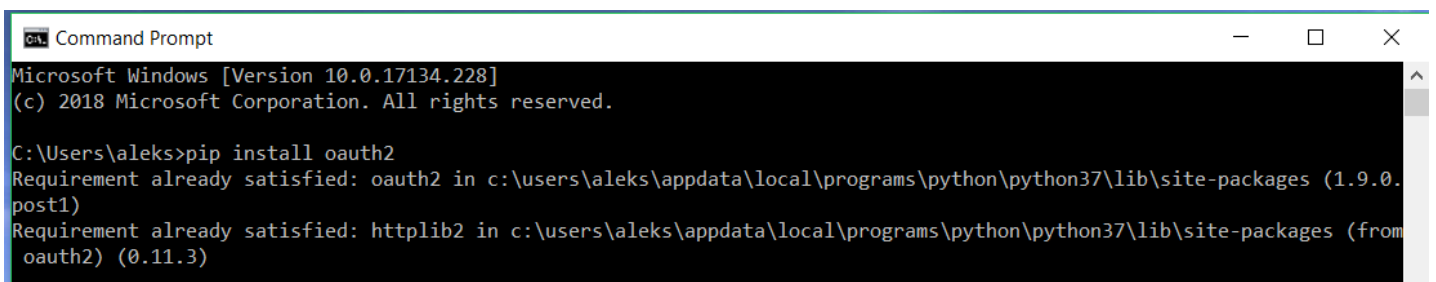 Command Prompt
Microsoft Windows [Version 10.0.17134.228]
(c) 2018 Microsoft Corporation. All rights reserved.
C:\Users\aleks>pip install oauth2
Requirement already satisfied: oauth2 in c:\users\aleks\appdata\local\programs\python\python37\lib\site-packages (1.9.0.
post1)
Requirement already satisfied: httplib2 in c:\users\aleks\appdata\local\programs\python\python37\lib\site-packages (from
 oauth2) (0.11.3)